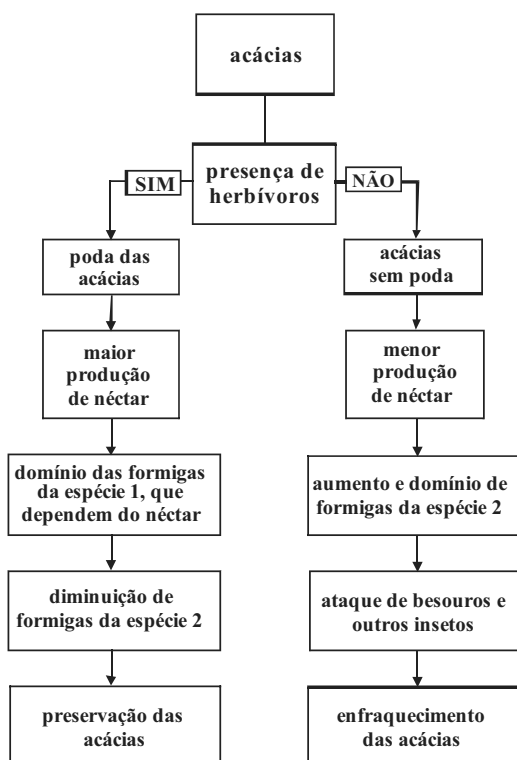 acácias
presença de
herbívoros
SIM
NÃO
poda das
acácias
maior
produção
de néctar
domínio das formigas
da espécie 1, que
dependem do néctar
diminuição de
formigas da espécie 2
preservação das
acácias
acácias
sem poda
menor
produção
de néctar
aumento e domínio de
formigas da espécie 2
ataque de besouros e
outros insetos
enfraquecimento
das acácias